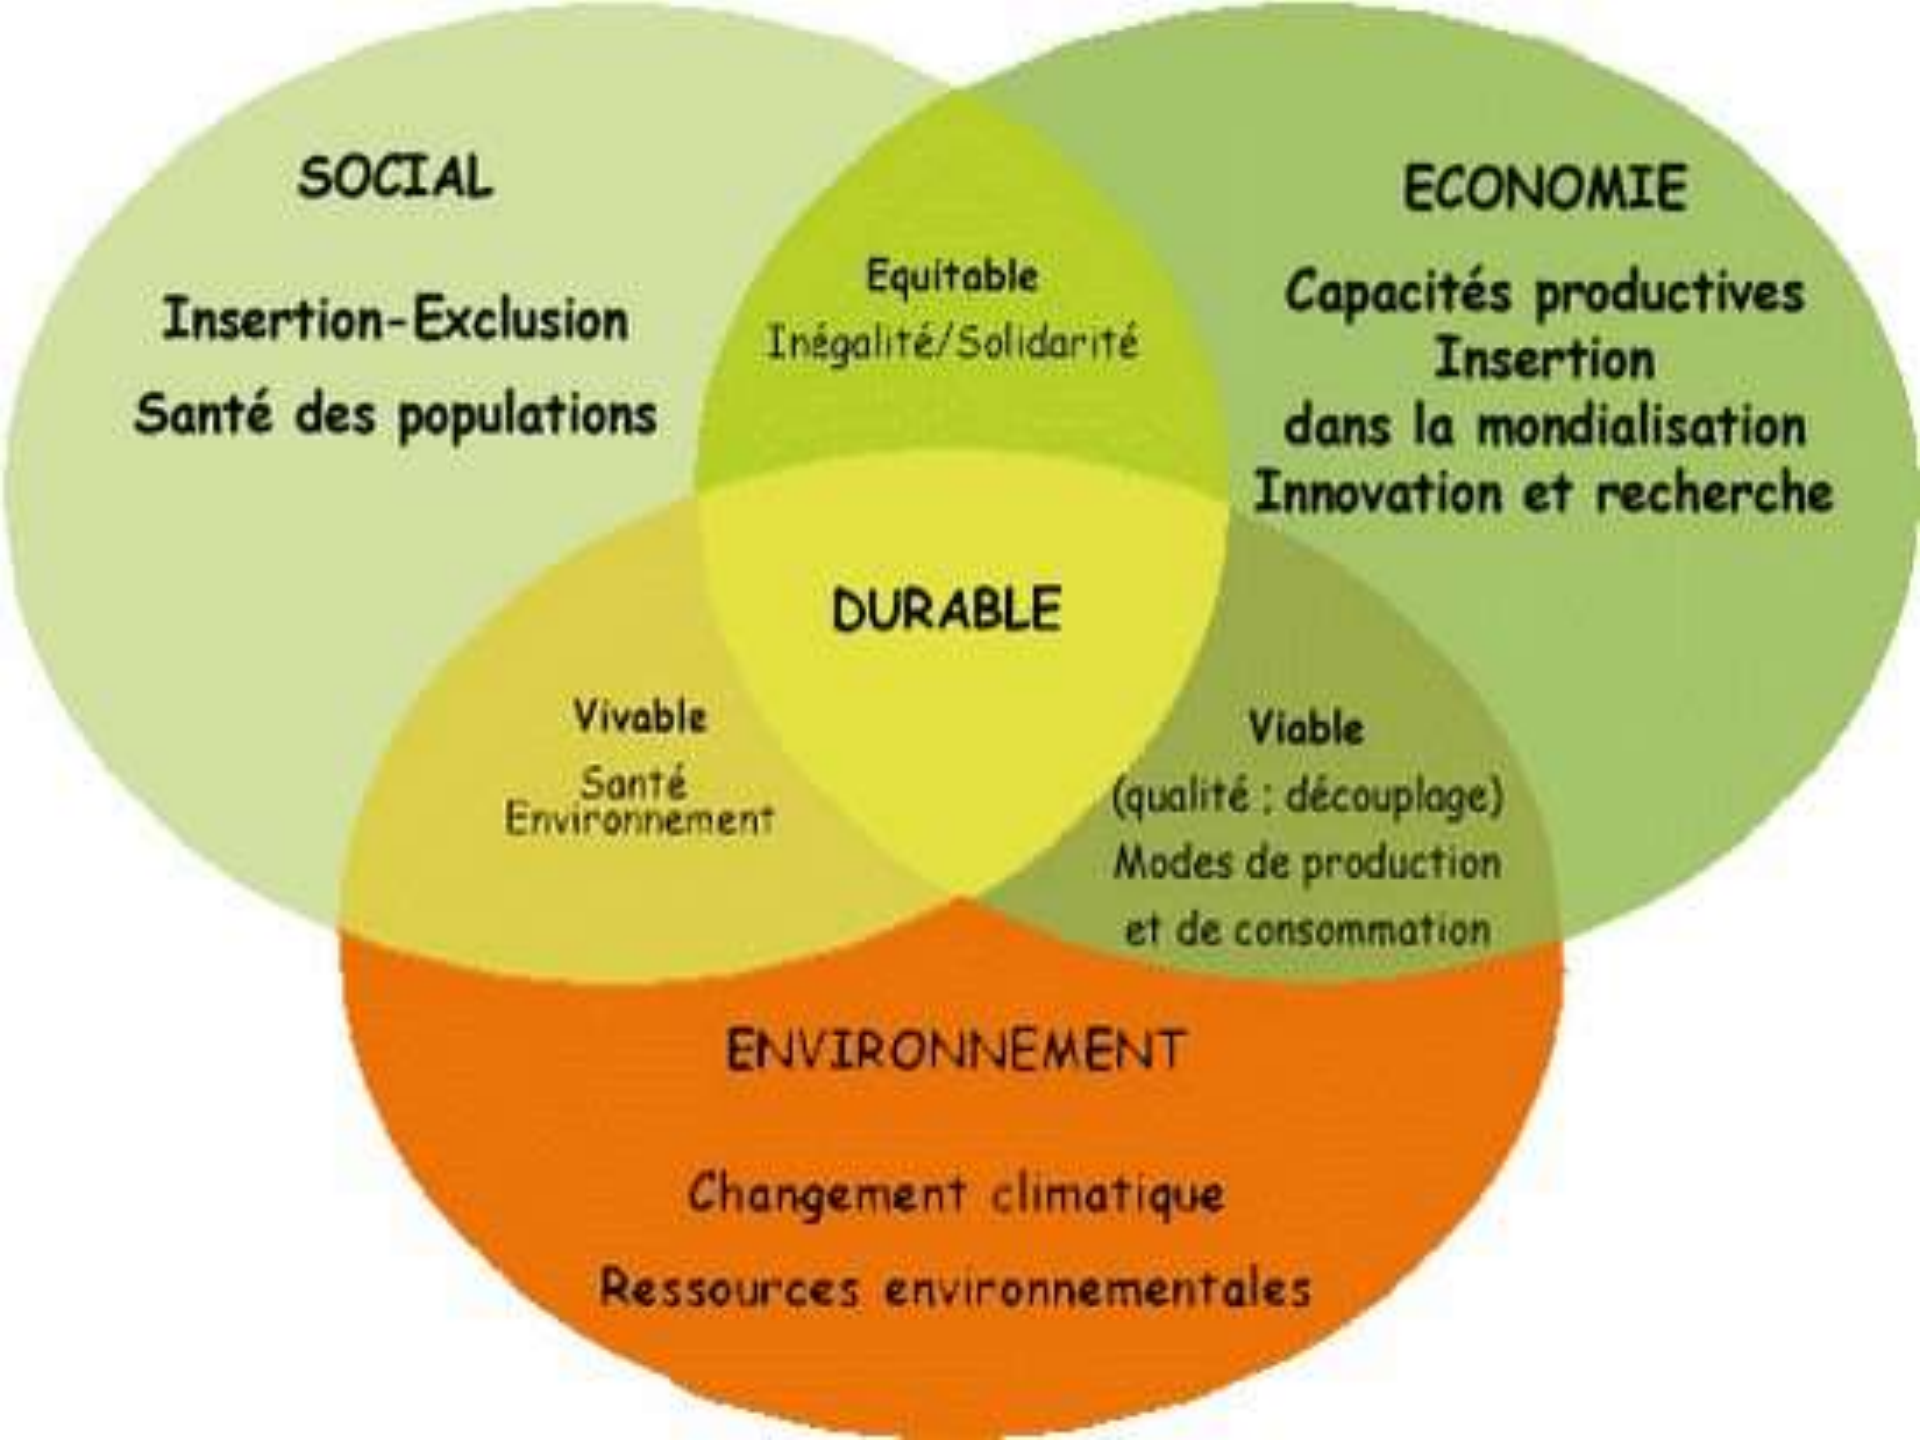 SOCIAL
Insertion-Exclusion
Santé des populations
Equitable
Inégalité/Solidarité
ECONOMIE
Capacités productives
Insertion
dans la mondialisation
Innovation et recherche
DURABLE
Vivable
Santé
Environnement
Viable
(qualité ; découplage)
Modes de production
et de consommation
ENVIRONNEMENT
Changement climatique
Ressources environnementales